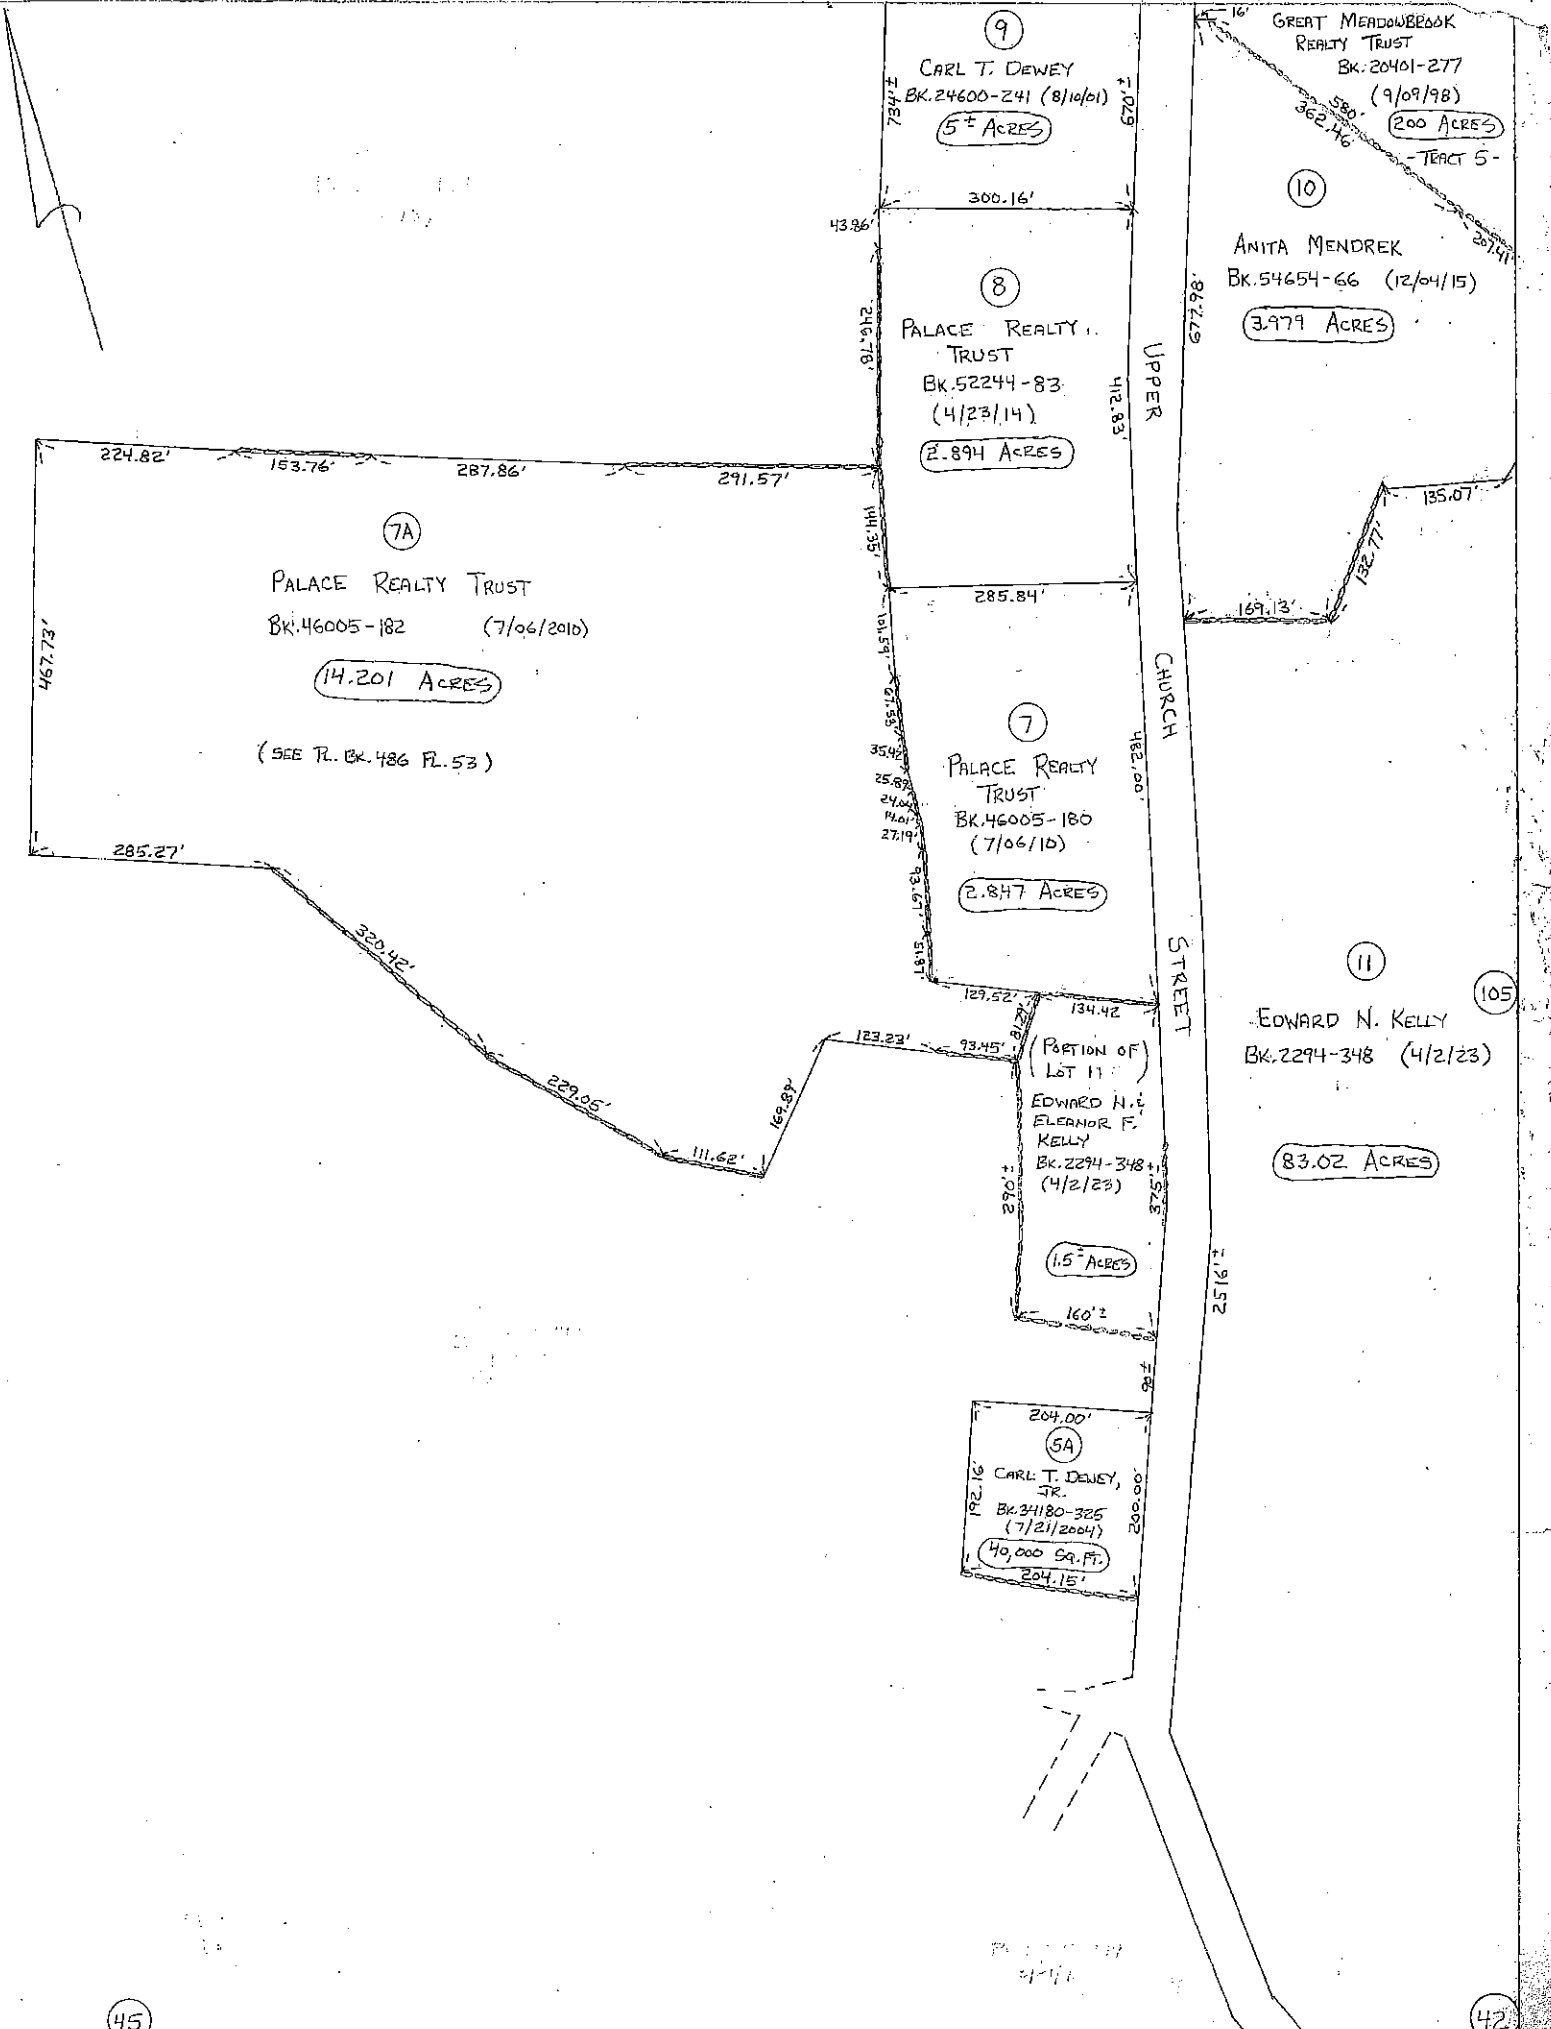 9
CARL T. DEWEY
BK. 24600-241 (8/10/01)
5± ACRES
734'±
670'±
300.16'
16'
GREAT MEADOWBROOK
REALTY TRUST
BK. 20401-277
(9/09/98)
200 ACRES
-TRACT 5-
580'
362.46'
207.41'
10
ANITA MENDREK
BK. 54654-66 (12/04/15)
3.979 ACRES
677.68'
135.07'
132.77'
169.13'
43.86'
246.78'
144.35'
8
PALACE REALTY
TRUST
BK. 52244-83
(4/23/14)
2.894 ACRES
412.83'
285.84'
UPPER
CHURCH
STREET
224.82'
153.76'
287.86'
291.57'
7A
PALACE REALTY TRUST
BK. 46005-182 (7/06/2010)
14.201 ACRES
(SEE PL. BK. 486 PL. 53)
467.73'
285.27'
320.42'
229.05'
111.62'
169.89'
123.23'
93.45'
81.29'
101.59'
67.53'
35.42'
25.89'
24.04'
14.01'
27.19'
93.67'
51.87'
7
PALACE REALTY
TRUST
BK. 46005-180
(7/06/10)
2.847 ACRES
482.00'
129.52'
134.42
(PORTION OF
LOT 11)
EDWARD N. &
ELEANOR F.
KELLY
BK. 2294-348
(4/2/23)
1.5± ACRES
260'±
375'±
160'±
90'±
11
105
EDWARD N. KELLY
BK. 2294-348 (4/2/23)
83.02 ACRES
2516'±
204.00'
5A
CARL T. DEWEY,
JR.
BK. 34180-325
(7/21/2004)
40,000 SQ. FT.
192.16'
200.00'
204.15'
45
42